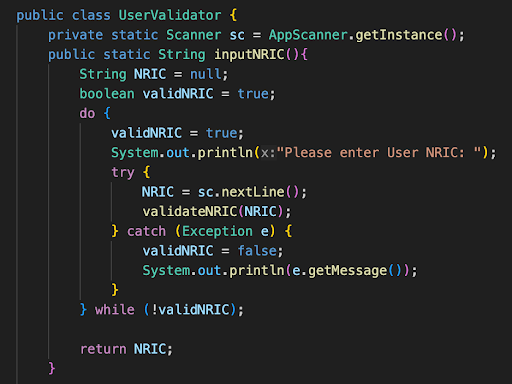 public class UserValidator {
    private static Scanner sc = AppScanner.getInstance();
    public static String inputNRIC(){
        String NRIC = null;
        boolean validNRIC = true;
        do {
            validNRIC = true;
            System.out.println(x:"Please enter User NRIC: ");
            try {
                NRIC = sc.nextLine();
                validateNRIC(NRIC);
            } catch (Exception e) {
                validNRIC = false;
                System.out.println(e.getMessage());
            }
        } while (!validNRIC);

        return NRIC;
    }